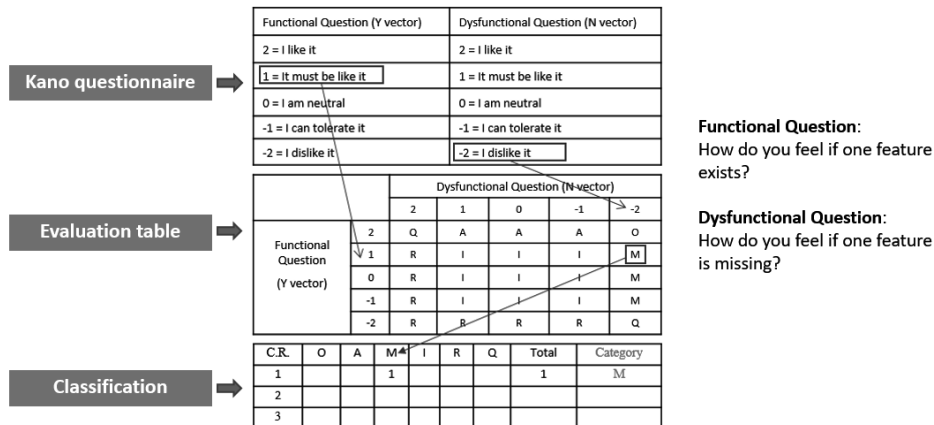 Functional Question (Y vector) Dysfunctional Question (N vector)
2 = I like it 2 = I like it
1 = It must be like it 1 = It must be like it
0 = I am neutral 0 = I am neutral
-1 = I can tolerate it -1 = I can tolerate it
-2 = I dislike it -2 = I dislike it
Kano questionnaire
Functional Question:
How do you feel if one feature
exists?
Dysfunctional Question:
How do you feel if one feature
is missing?
Evaluation table
Dysfunctional Question (N vector)
2 1 0 -1 -2
Functional
Question
(Y vector)
2 Q A A A O
1 R I I I M
0 R I I I M
-1 R I I I M
-2 R R R R Q
Classification
C.R. O A M I R Q Total Category
1 1 1 M
2
3